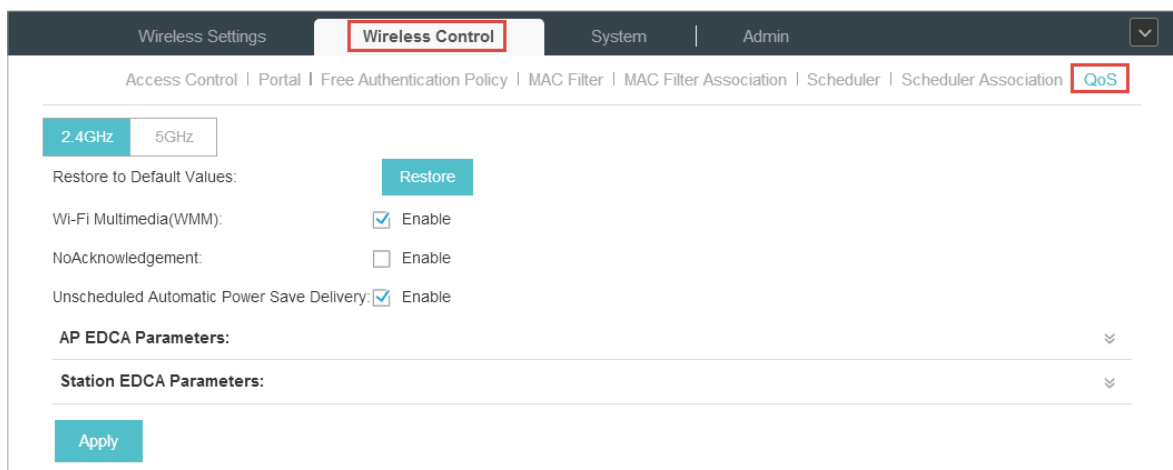 Wireless Settings Wireless Control System | Admin
Access Control | Portal | Free Authentication Policy | MAC Filter | MAC Filter Association | Scheduler | Scheduler Association QoS
2.4GHz 5GHz
Restore to Default Values: Restore
Wi-Fi Multimedia(WMM): Enable
NoAcknowledgement: Enable
Unscheduled Automatic Power Save Delivery: Enable
AP EDCA Parameters:
Station EDCA Parameters:
Apply